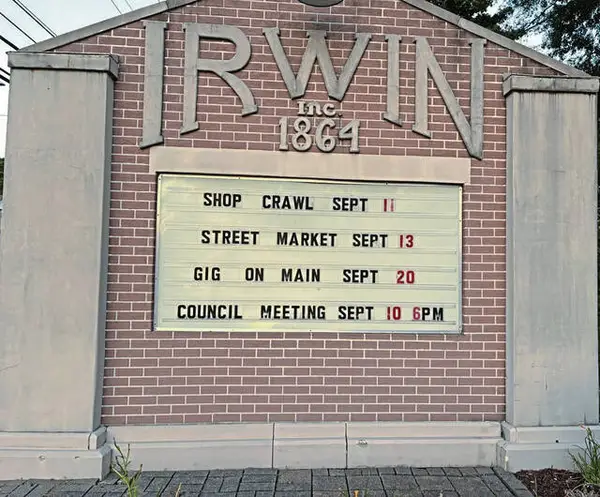 IRWIN
INC.
1864
SHOP CRAWL SEPT 11
STREET MARKET SEPT 13
GIG ON MAIN SEPT 20
COUNCIL MEETING SEPT 10 6PM